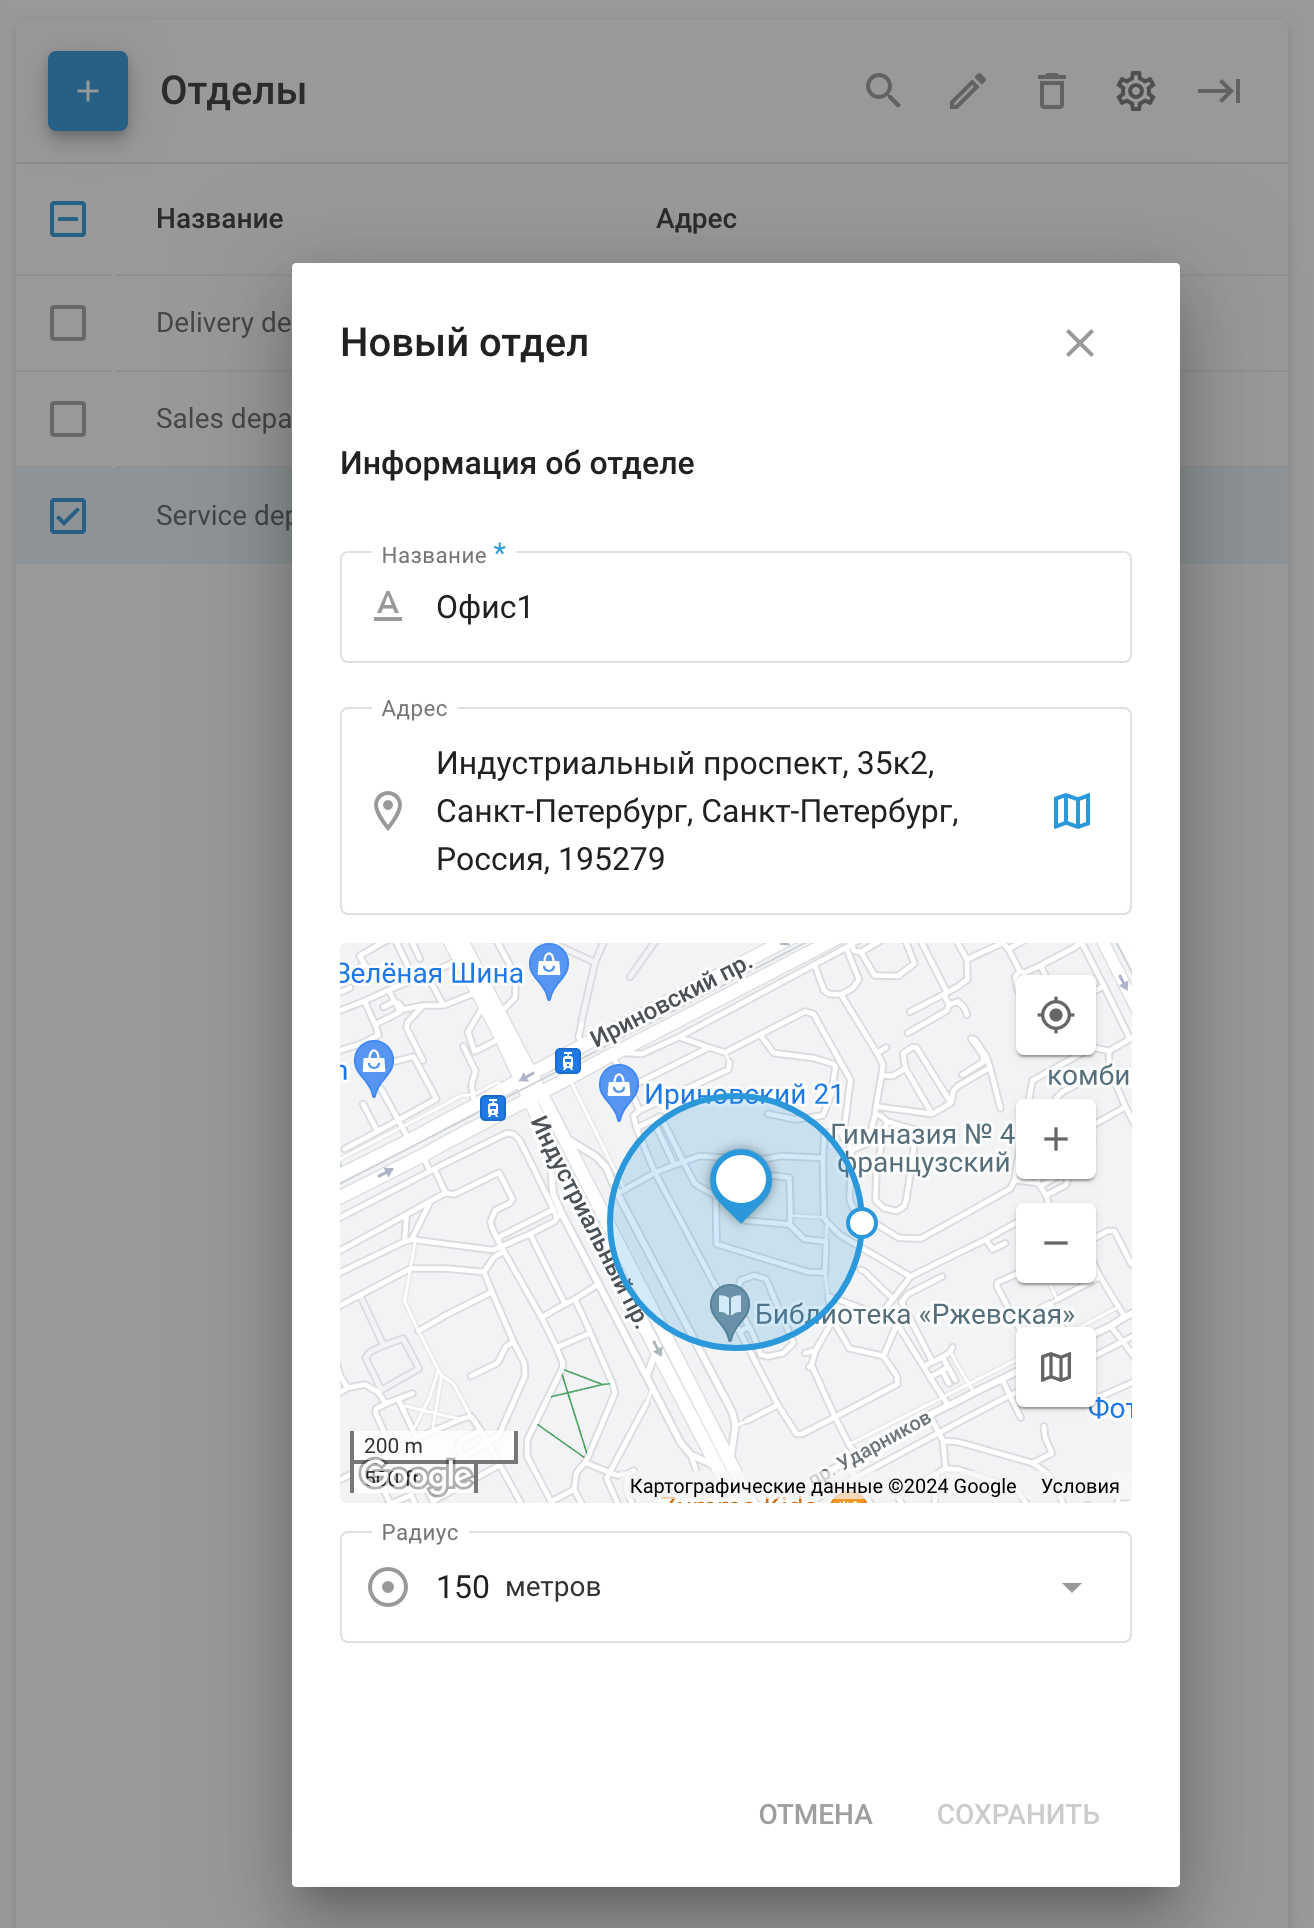 Отделы
Название
Адрес
Delivery de
Sales depa
Service dep
Новый отдел
Информация об отделе
Название *
Офис1
Адрес
Индустриальный проспект, 35к2,
Санкт-Петербург, Санкт-Петербург,
Россия, 195279
Зелёная Шина
Ириновский пр.
Ириновский 21
комби
Гимназия № 4
французский
Индустриальный пр.
Библиотека «Ржевская»
Фот
пр. Ударников
200 m
500 ft
Google
Картографические данные ©2024 Google
Условия
Радиус
150 метров
ОТМЕНА
СОХРАНИТЬ